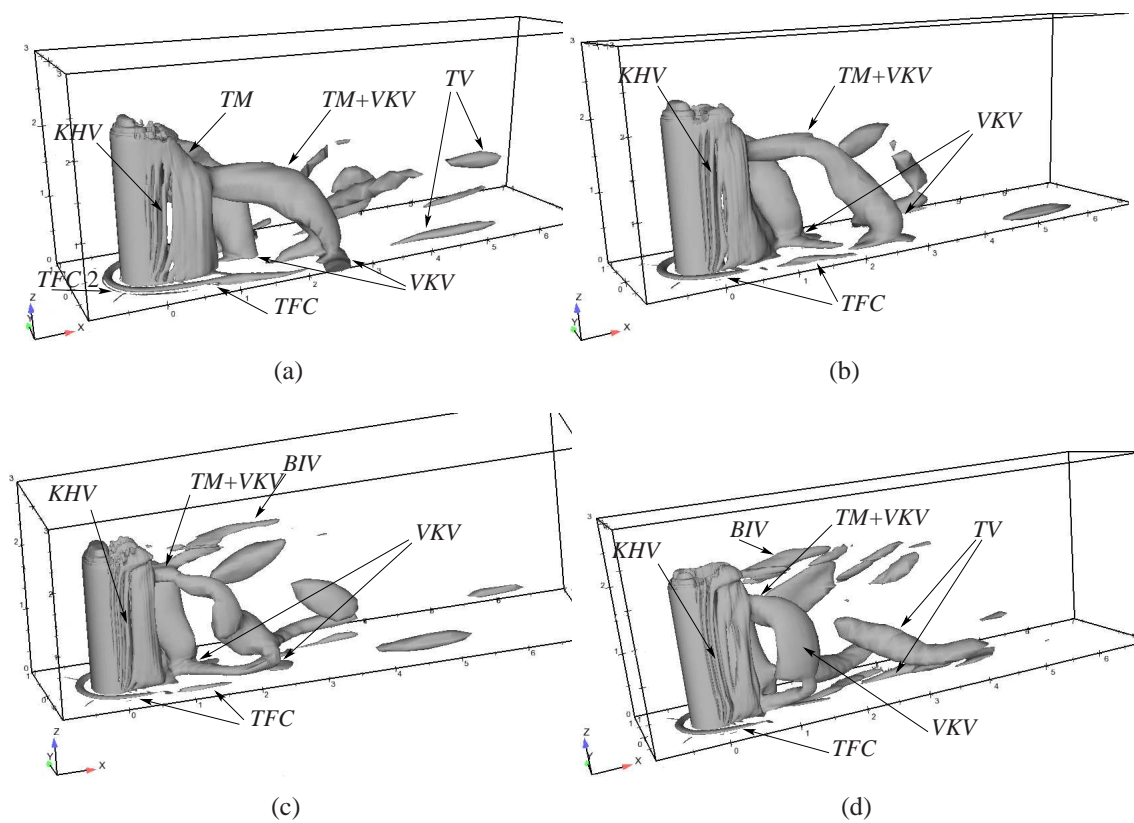 TV
TM
TM+VKV
KHV
TFC 2
TFC
VKV
Z
Y
X
(a)
KHV
TM+VKV
VKV
TFC
Z
Y
X
(b)
BIV
TM+VKV
KHV
VKV
TFC
Z
Y
X
(c)
BIV
TM+VKV
KHV
TV
VKV
TFC
Z
Y
X
(d)